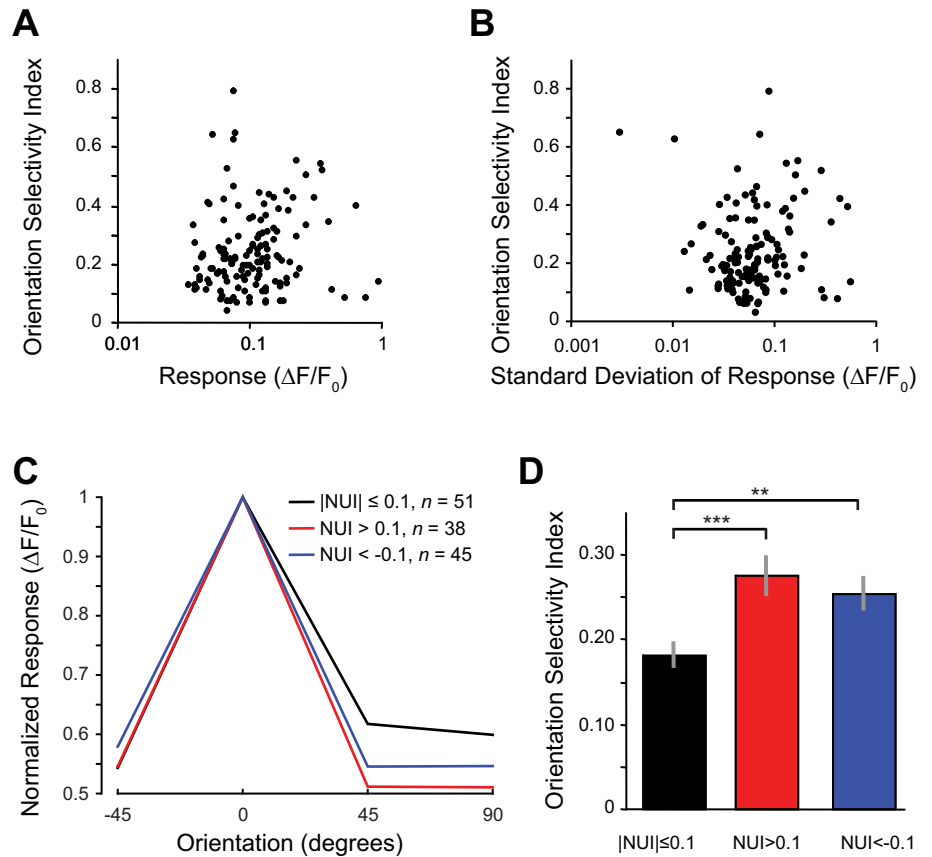 A
Orientation Selectivity Index
0.8
0.6
0.4
0.2
0
0.01
0.1
1
Response (ΔF/F0)
B
Orientation Selectivity Index
0.8
0.6
0.4
0.2
0
0.001
0.01
0.1
1
Standard Deviation of Response (ΔF/F0)
C
Normalized Response (ΔF/F0)
1
0.9
0.8
0.7
0.6
0.5
-45
0
45
90
Orientation (degrees)
|NUI| ≤ 0.1, n = 51
NUI > 0.1, n = 38
NUI < -0.1, n = 45
D
Orientation Selectivity Index
**
***
0.30
0.20
0.10
0
|NUI|≤0.1
NUI>0.1
NUI<-0.1